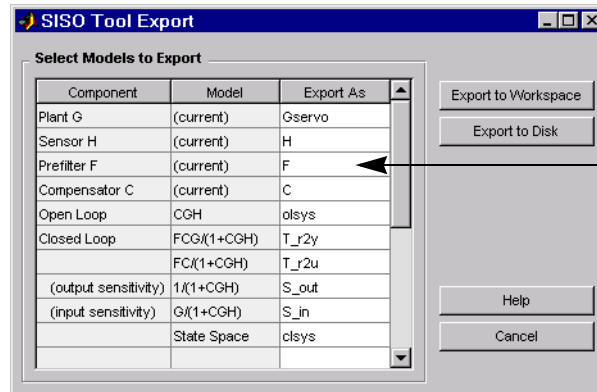 SISO Tool Export
Select Models to Export
Component Model Export As
Plant G (current) Gservo
Sensor H (current) H
Prefilter F (current) F
Compensator C (current) C
Open Loop CGH olsys
Closed Loop FCG/(1+CGH) T_r2y
FC/(1+CGH) T_r2u
(output sensitivity) 1/(1+CGH) S_out
(input sensitivity) G/(1+CGH) S_in
State Space clsys
Export to Workspace
Export to Disk
Help
Cancel